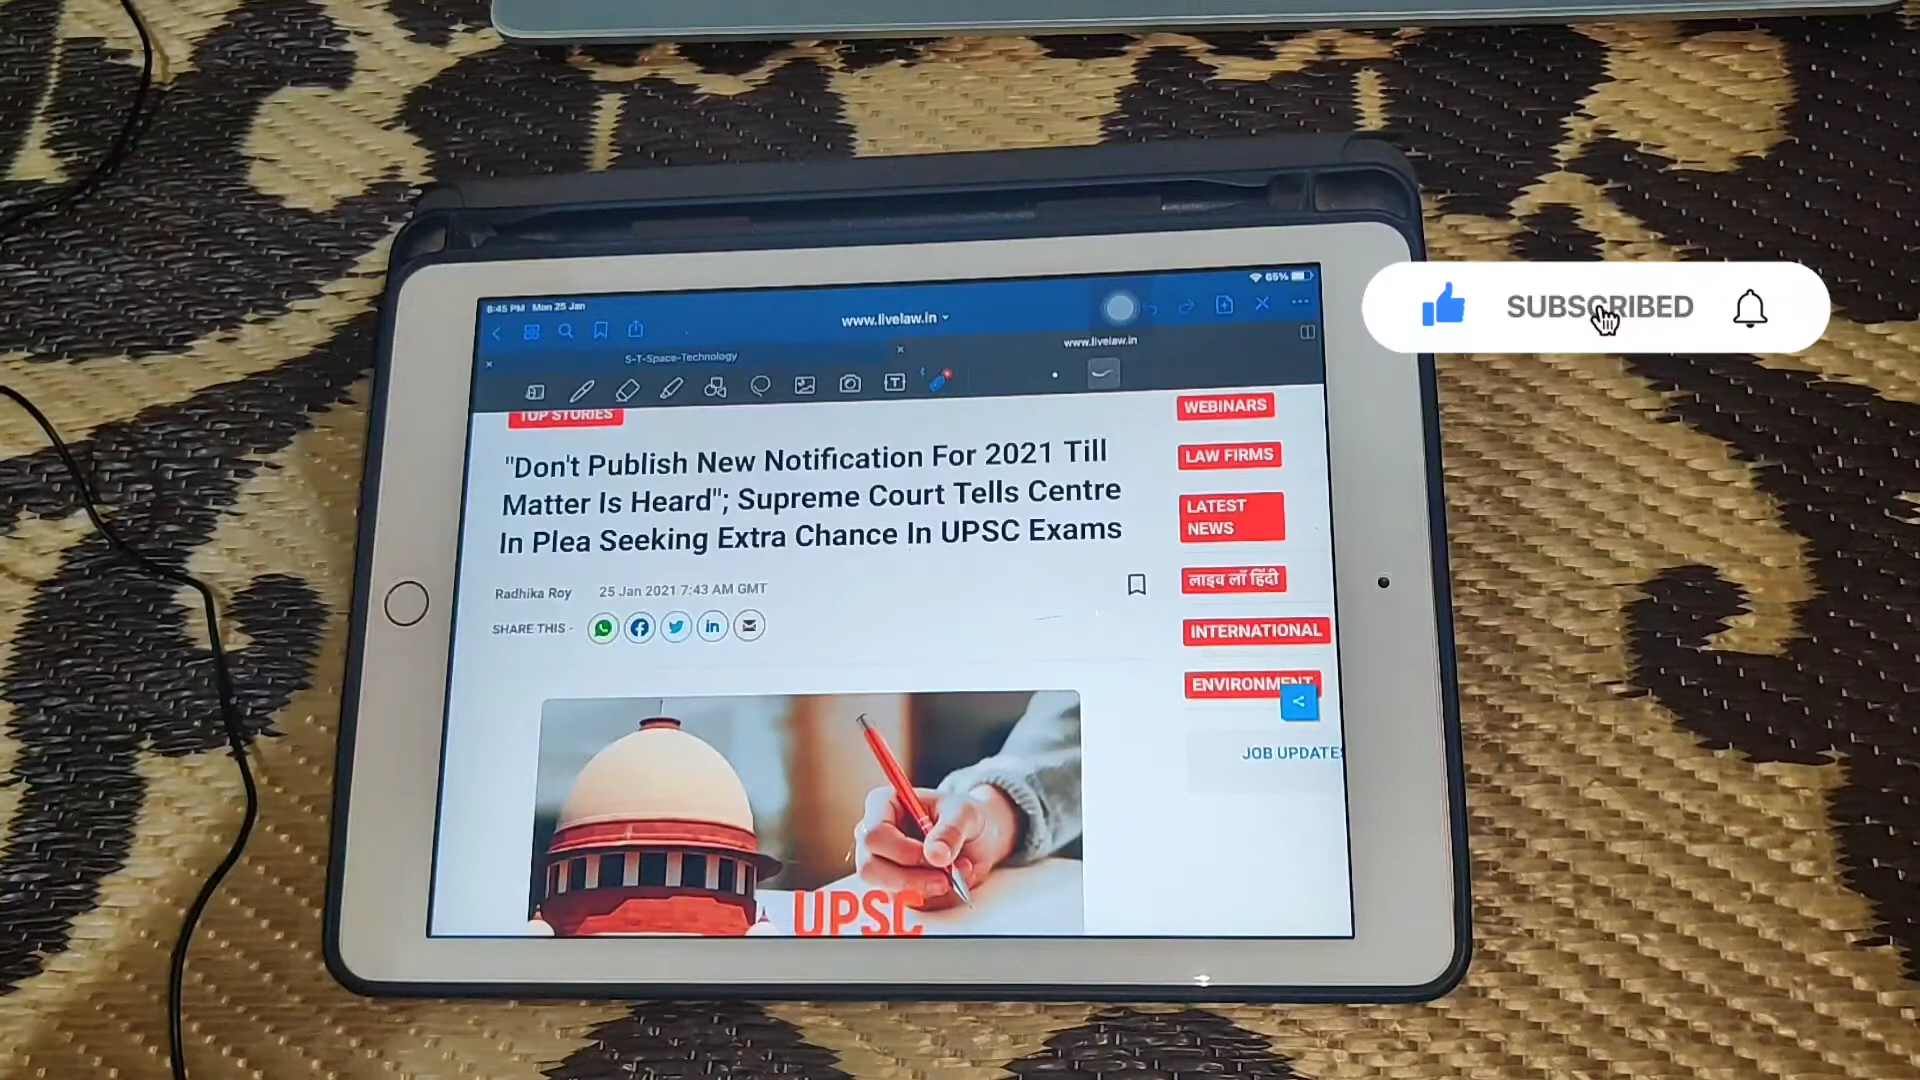 8:45 PM Mon 25 Jan
65%
www.livelaw.in
S-T-Space-Technology
www.livelaw.in
TOP STORIES
"Don't Publish New Notification For 2021 Till
Matter Is Heard"; Supreme Court Tells Centre
In Plea Seeking Extra Chance In UPSC Exams
Radhika Roy 25 Jan 2021 7:43 AM GMT
SHARE THIS -
UPSC
WEBINARS
LAW FIRMS
LATEST
NEWS
लाइव लॉ हिंदी
INTERNATIONAL
ENVIRONMENT
JOB UPDATES
SUBSCRIBED